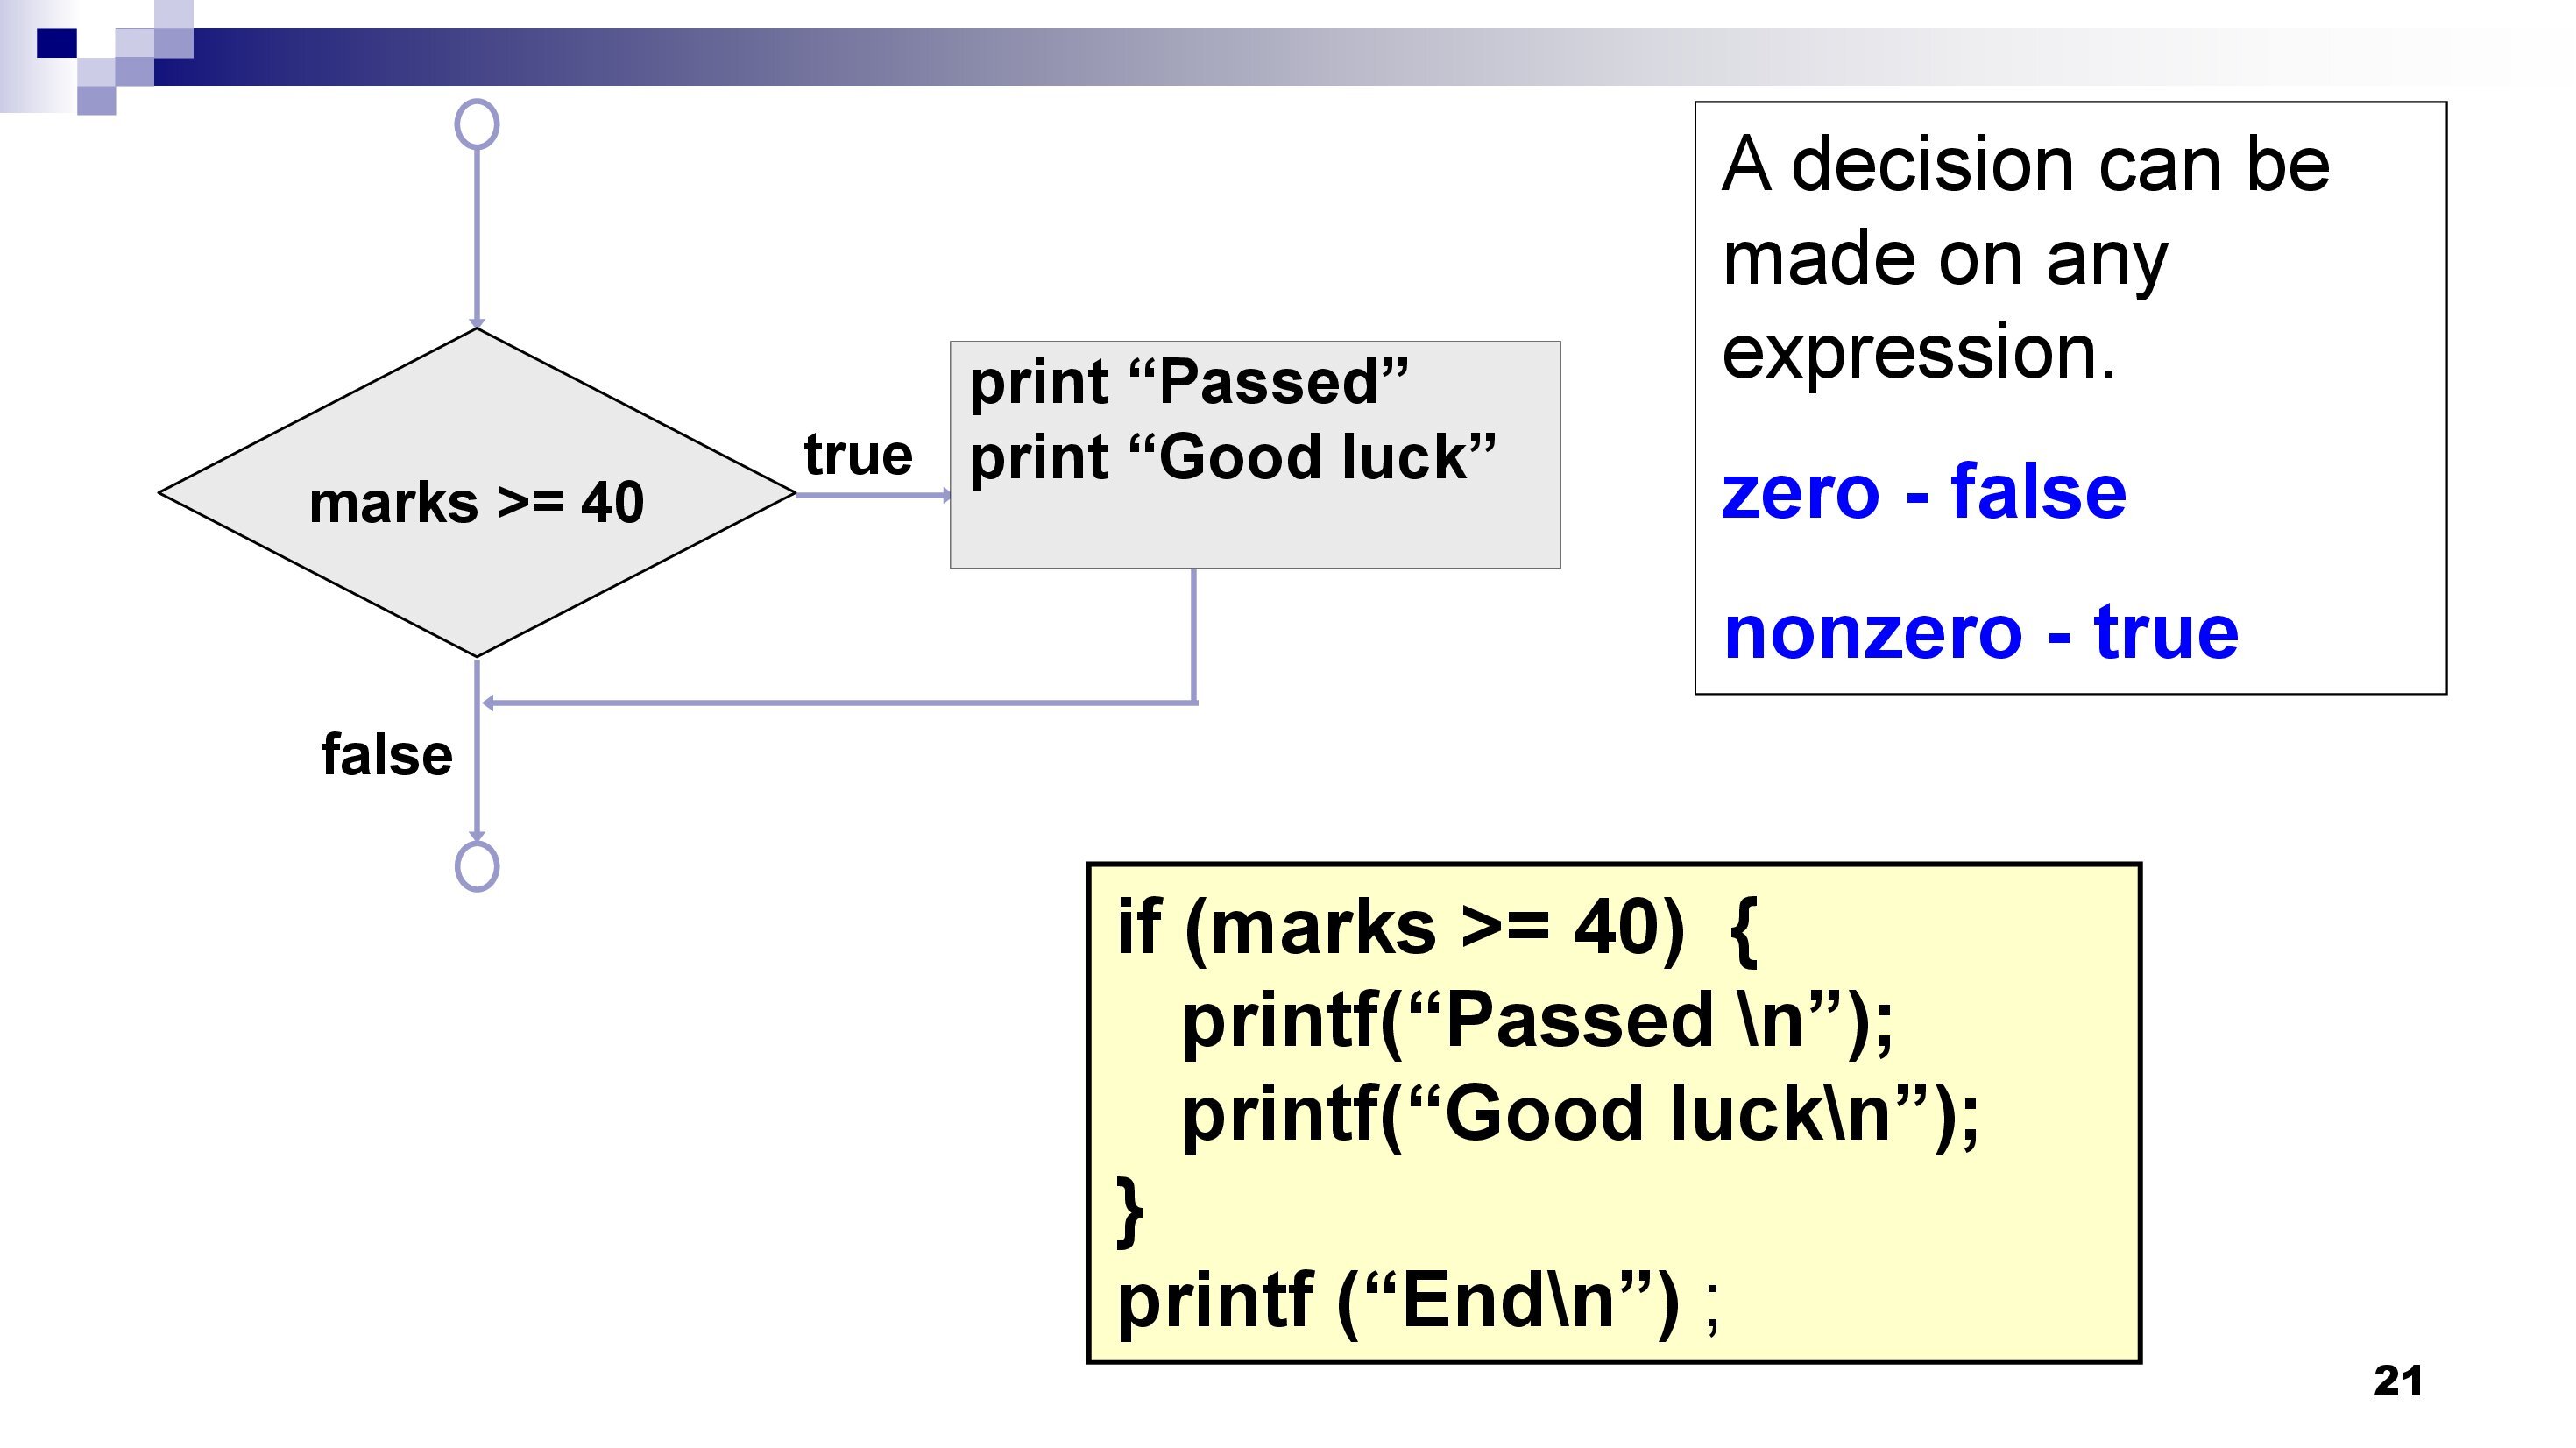 marks >= 40
true
print “Passed”
print “Good luck”
false
A decision can be
made on any
expression.
zero - false
nonzero - true
if (marks >= 40)  {
   printf(“Passed \n”);
   printf(“Good luck\n”);
}
printf (“End\n”) ;
21